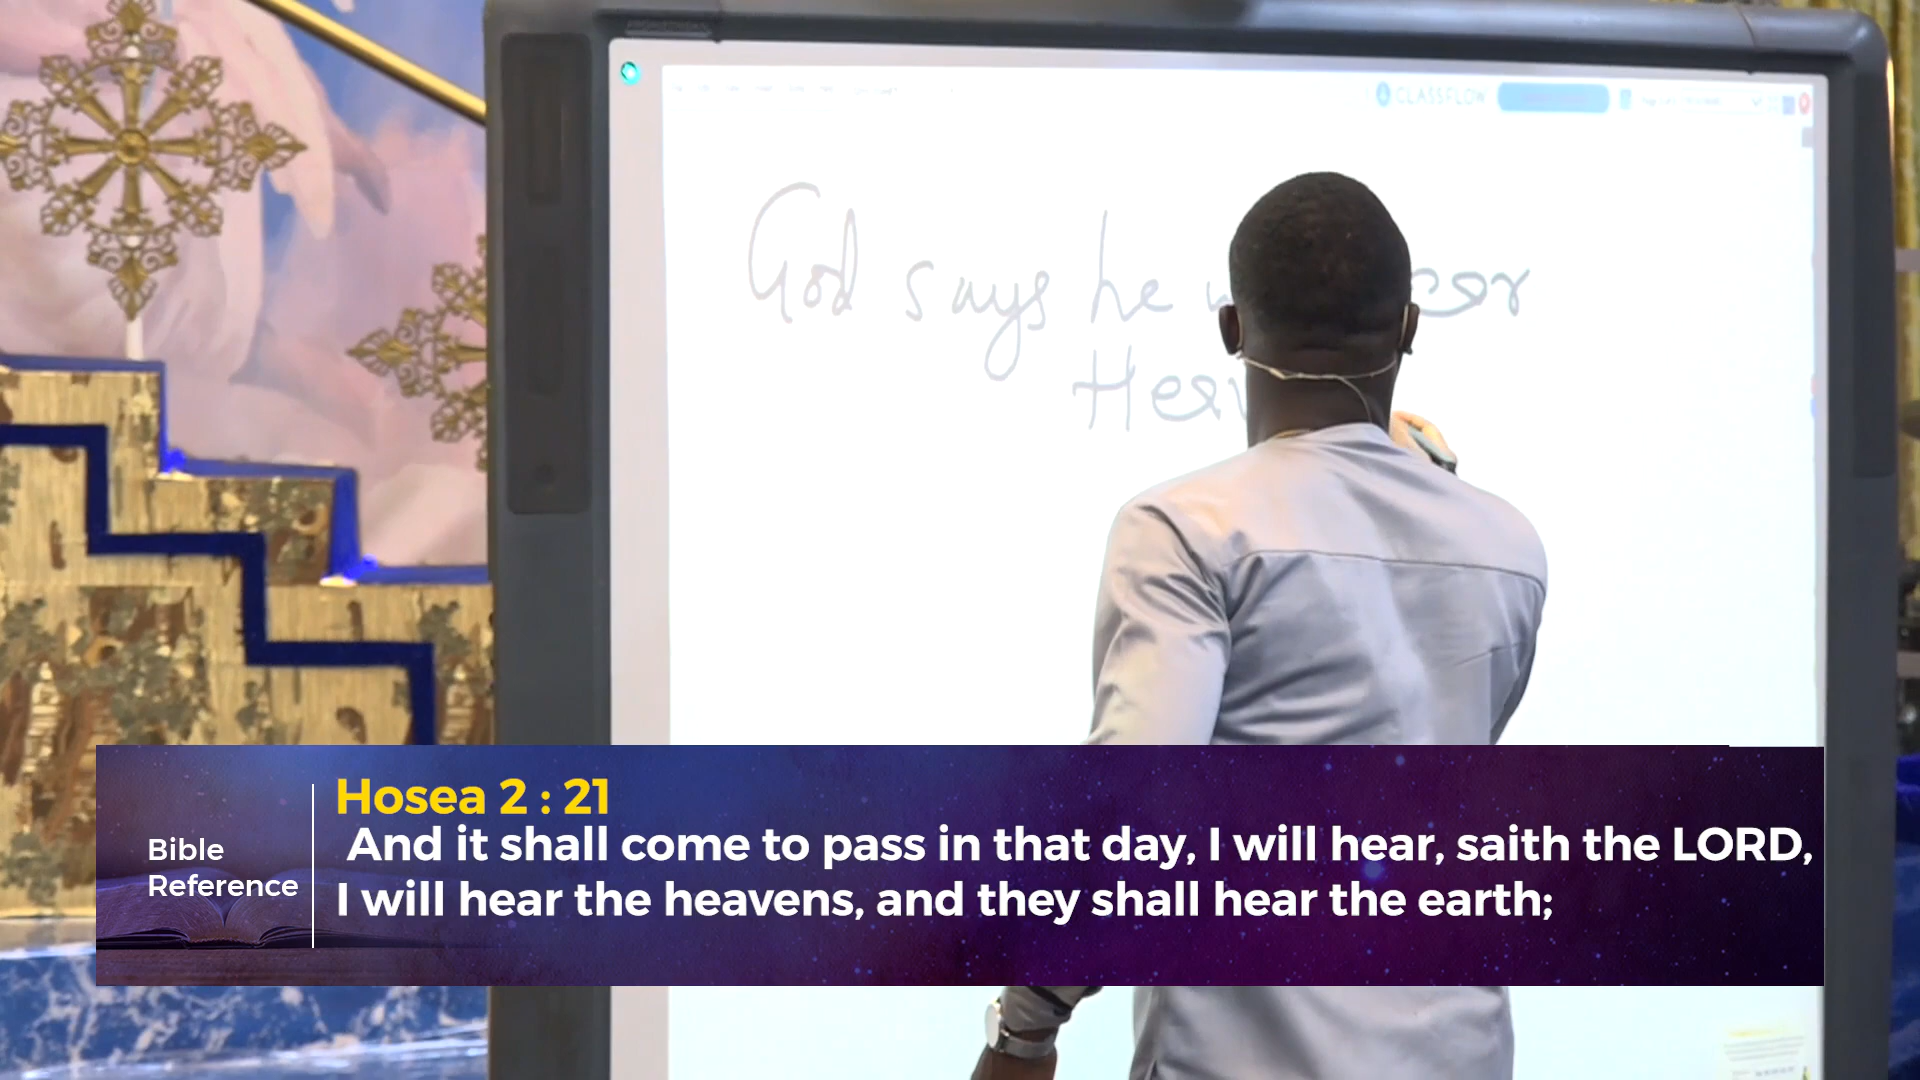 CLASSFLOW
God says he
Hosea 2 : 21
And it shall come to pass in that day, I will hear, saith the LORD,
I will hear the heavens, and they shall hear the earth;
Bible
Reference